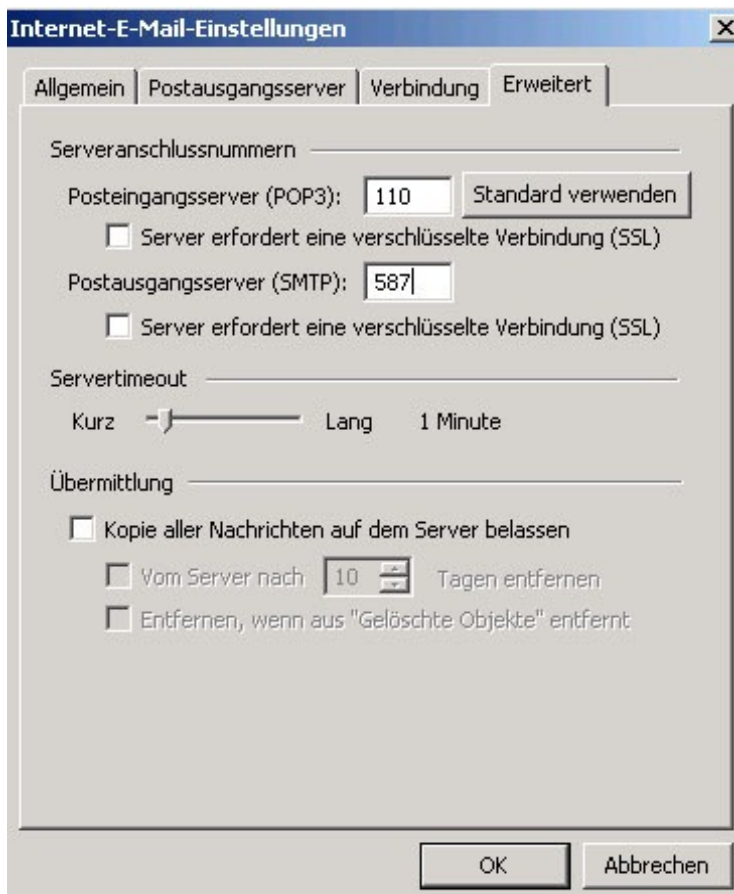 Internet-E-Mail-Einstellungen
Allgemein Postausgangsserver Verbindung Erweitert
Serveranschlussnummern
Posteingangsserver (POP3): 110 Standard verwenden
Server erfordert eine verschlüsselte Verbindung (SSL)
Postausgangsserver (SMTP): 587
Server erfordert eine verschlüsselte Verbindung (SSL)
Servertimeout
Kurz Lang 1 Minute
Übermittlung
Kopie aller Nachrichten auf dem Server belassen
Vom Server nach 10 Tagen entfernen
Entfernen, wenn aus "Gelöschte Objekte" entfernt
OK Abbrechen